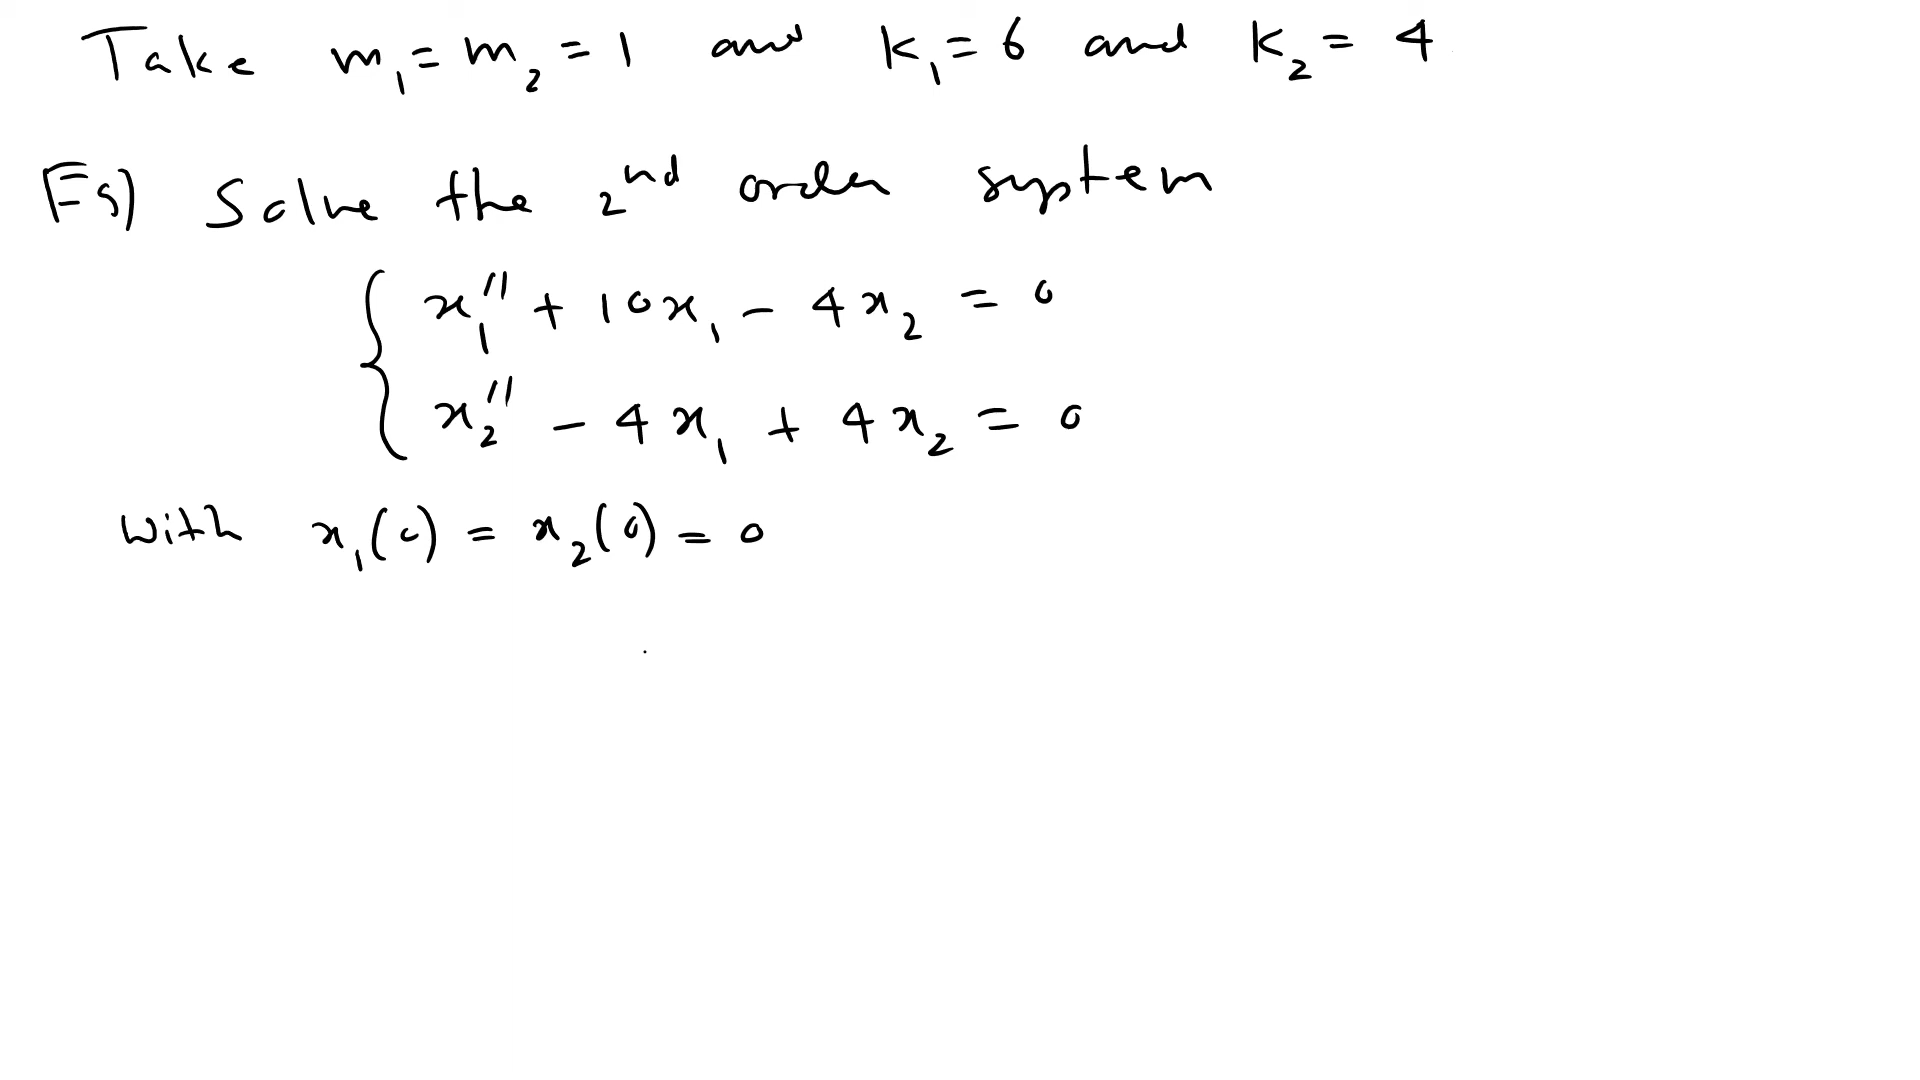 Take m₁ = m₂ = 1 and k₁ = 6 and k₂ = 4
Eg) Solve the 2nd order system
x₁'' + 10x₁ - 4x₂ = 0
x₂'' - 4x₁ + 4x₂ = 0
with x₁(0) = x₂(0) = 0